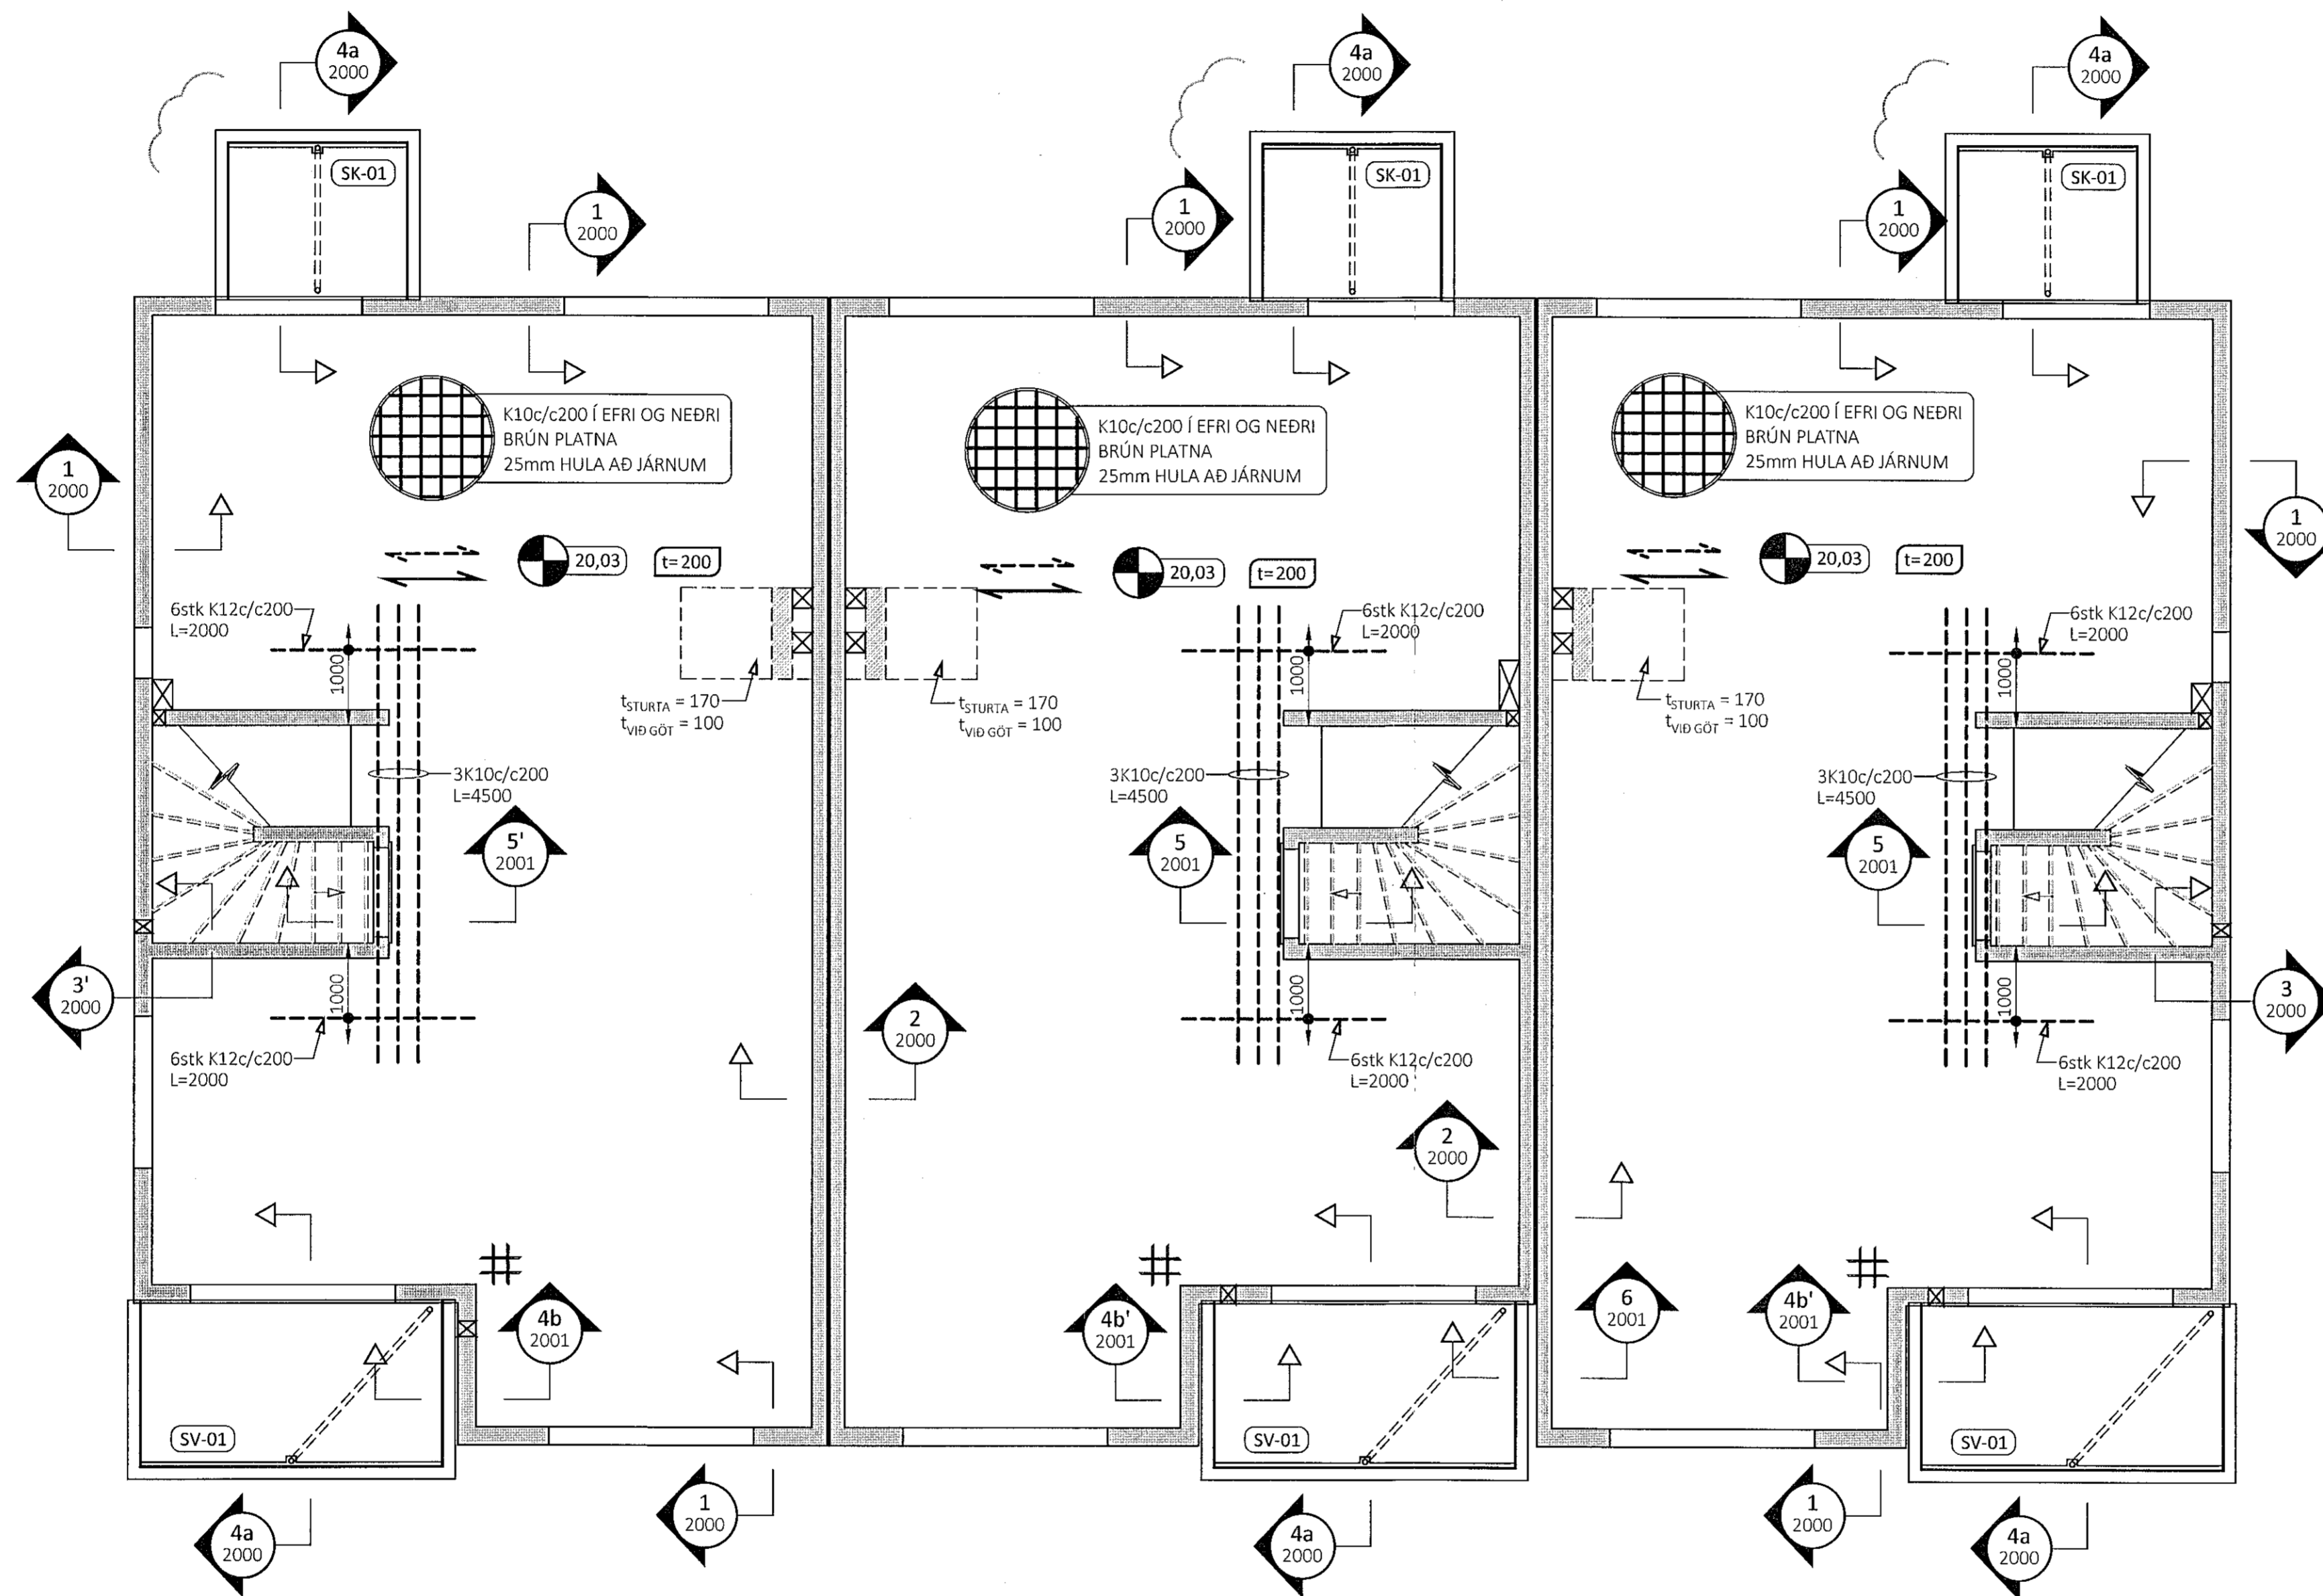 4a
2000
4a
2000
4a
2000
SK-01
SK-01
SK-01
1
2000
1
2000
1
2000
K10c/c200 Í EFRI OG NEÐRI
BRÚN PLATNA
25mm HULA AÐ JÁRNUM
K10c/c200 Í EFRI OG NEÐRI
BRÚN PLATNA
25mm HULA AÐ JÁRNUM
K10c/c200 Í EFRI OG NEÐRI
BRÚN PLATNA
25mm HULA AÐ JÁRNUM
1
2000
1
2000
20,03
t=200
20,03
t=200
20,03
t=200
6stk K12c/c200
L=2000
6stk K12c/c200
L=2000
6stk K12c/c200
L=2000
1000
1000
1000
tSTURTA = 170
tVIÐ GÖT = 100
tSTURTA = 170
tVIÐ GÖT = 100
tSTURTA = 170
tVIÐ GÖT = 100
3K10c/c200
L=4500
3K10c/c200
L=4500
3K10c/c200
L=4500
5'
2001
5
2001
5
2001
3'
2000
1000
2
2000
1000
1000
3
2000
6stk K12c/c200
L=2000
6stk K12c/c200
L=2000
6stk K12c/c200
L=2000
2
2000
4b
2001
4b'
2001
6
2001
4b'
2001
SV-01
SV-01
SV-01
1
2000
1
2000
4a
2000
4a
2000
4a
2000